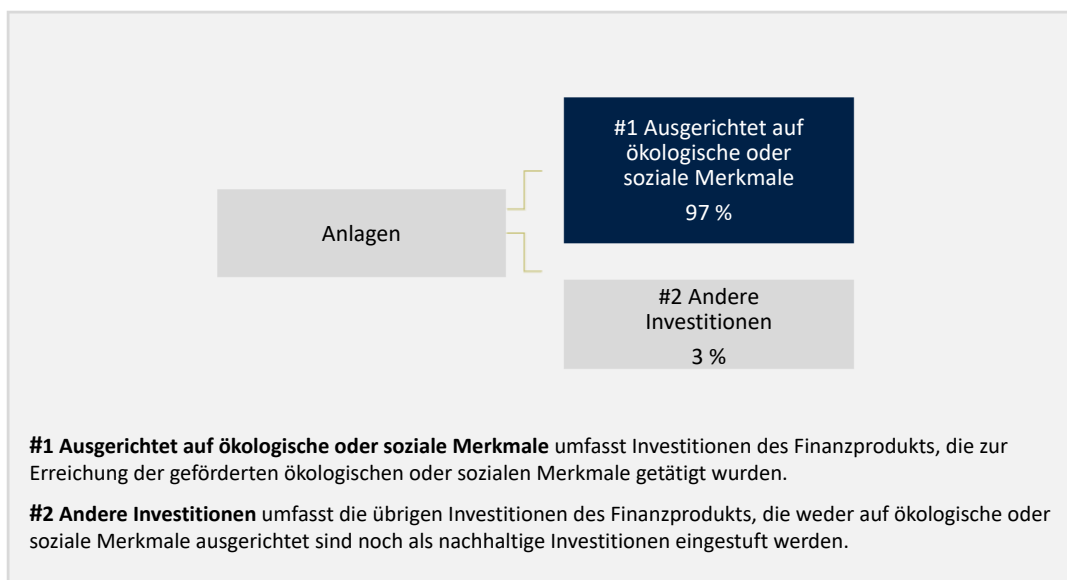 #1 Ausgerichtet auf
ökologische oder
soziale Merkmale
97 %
Anlagen
#2 Andere
Investitionen
3 %
#1 Ausgerichtet auf ökologische oder soziale Merkmale umfasst Investitionen des Finanzprodukts, die zur
Erreichung der geförderten ökologischen oder sozialen Merkmale getätigt wurden.
#2 Andere Investitionen umfasst die übrigen Investitionen des Finanzprodukts, die weder auf ökologische oder
soziale Merkmale ausgerichtet sind noch als nachhaltige Investitionen eingestuft werden.